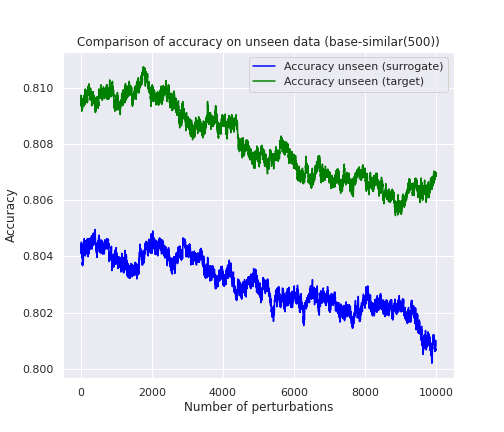 Comparison of accuracy on unseen data (base-similar(500))
Accuracy unseen (surrogate)
Accuracy unseen (target)
0.810
0.808
0.806
0.804
0.802
0.800
Accuracy
0
2000
4000
6000
8000
10000
Number of perturbations